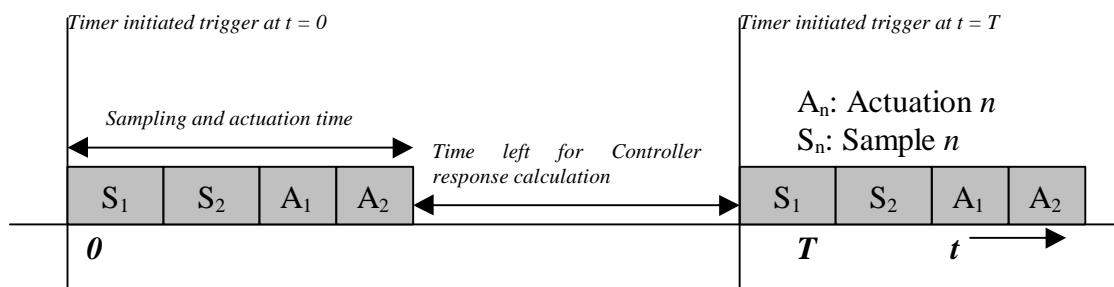 Timer initiated trigger at t = 0
Timer initiated trigger at t = T
Sampling and actuation time
Aₙ: Actuation n
Sₙ: Sample n
Time left for Controller
response calculation
S₁ S₂ A₁ A₂
S₁ S₂ A₁ A₂
0
T
t